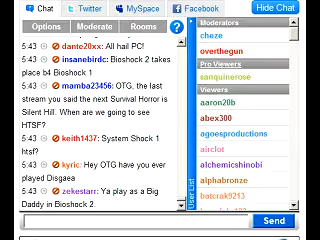 Chat Twitter MySpace Facebook Hide Chat
Options Moderate Rooms ?
5:43 dante20xx: All hail PC!
5:43 insanebirdc: Bioshock 2 takes
place b4 Bioshock 1
5:43 mamba23456: OTG, the last
stream you said the next Survival Horror is
Silent Hill. When are we going to see
HTSF?
5:43 keith1437: System Shock 1
htsf?
5:43 kyric: Hey OTG have you ever
played Disgaea
5:43 zekestarr: Ya play as a Big
Daddy in Bioshock 2.
User List
Moderators
cheze
overthegun
Pro Viewers
sanquinerose
Viewers
aaron20b
abex300
agoesproductions
airclot
alchemicshinobi
alphabronze
batcrak9213
Send